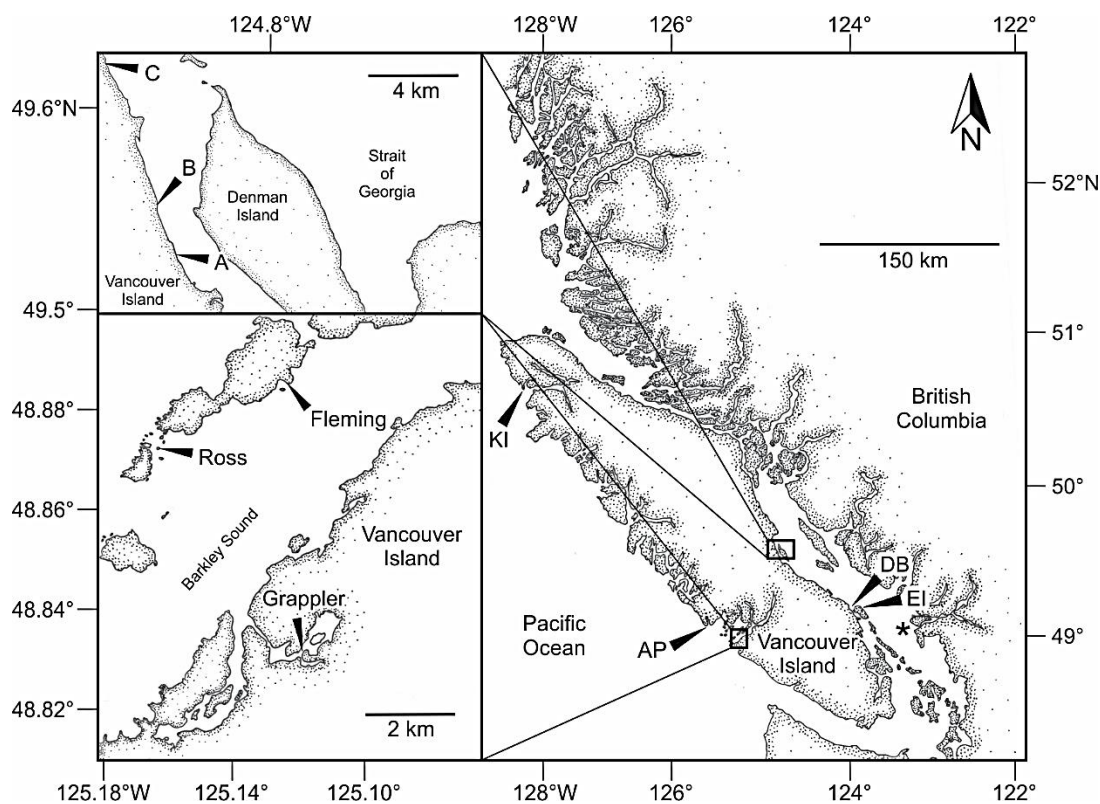 124.8°W
128°W
126°
124°
122°
C
4 km
49.6°N
B
Strait
of
Georgia
Denman
Island
A
Vancouver
Island
49.5°
N
52°N
150 km
51°
British
Columbia
48.88°
Fleming
KI
Ross
48.86°
Barkley Sound
Vancouver
Island
50°
DB
EI
48.84°
Grappler
Pacific
Ocean
AP
Vancouver
Island
*
49°
48.82°
2 km
125.18°W
125.14°
125.10°
128°W
126°
124°
122°